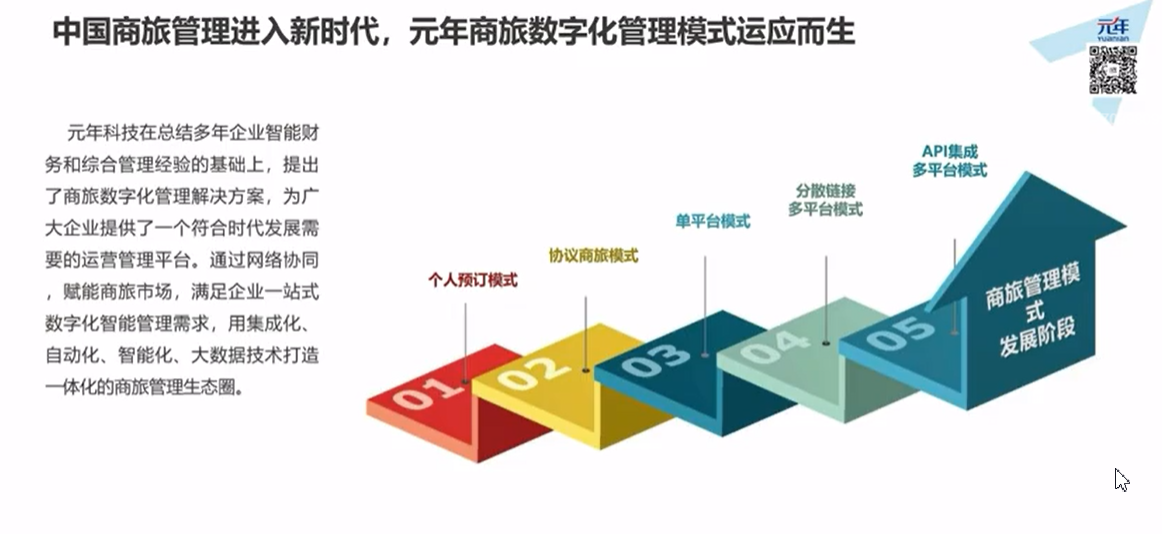 中国商旅管理进入新时代，元年商旅数字化管理模式运应而生
元年
YUANIAN
元年科技在总结多年企业智能财
务和综合管理经验的基础上，提出
了商旅数字化管理解决方案，为广
大企业提供了一个符合时代发展需
要的运营管理平台。通过网络协同
，赋能商旅市场，满足企业一站式
数字化智能管理需求，用集成化、
自动化、智能化、大数据技术打造
一体化的商旅管理生态圈。
个人预订模式
协议商旅模式
单平台模式
分散链接
多平台模式
API集成
多平台模式
01
02
03
04
05
商旅管理模
式
发展阶段